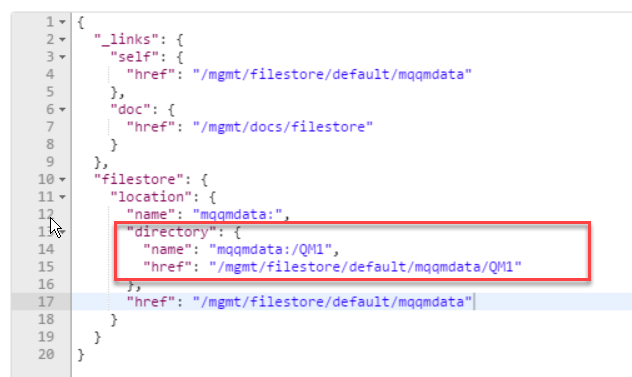 1 {
2 "_links": {
3 "self": {
4 "href": "/mgmt/filestore/default/mqqmdata"
5 },
6 "doc": {
7 "href": "/mgmt/docs/filestore"
8 }
9 },
10 "filestore": {
11 "location": {
12 "name": "mqqmdata:",
13 "directory": {
14 "name": "mqqmdata:/QM1",
15 "href": "/mgmt/filestore/default/mqqmdata/QM1"
16 },
17 "href": "/mgmt/filestore/default/mqqmdata"
18 }
19 }
20 }